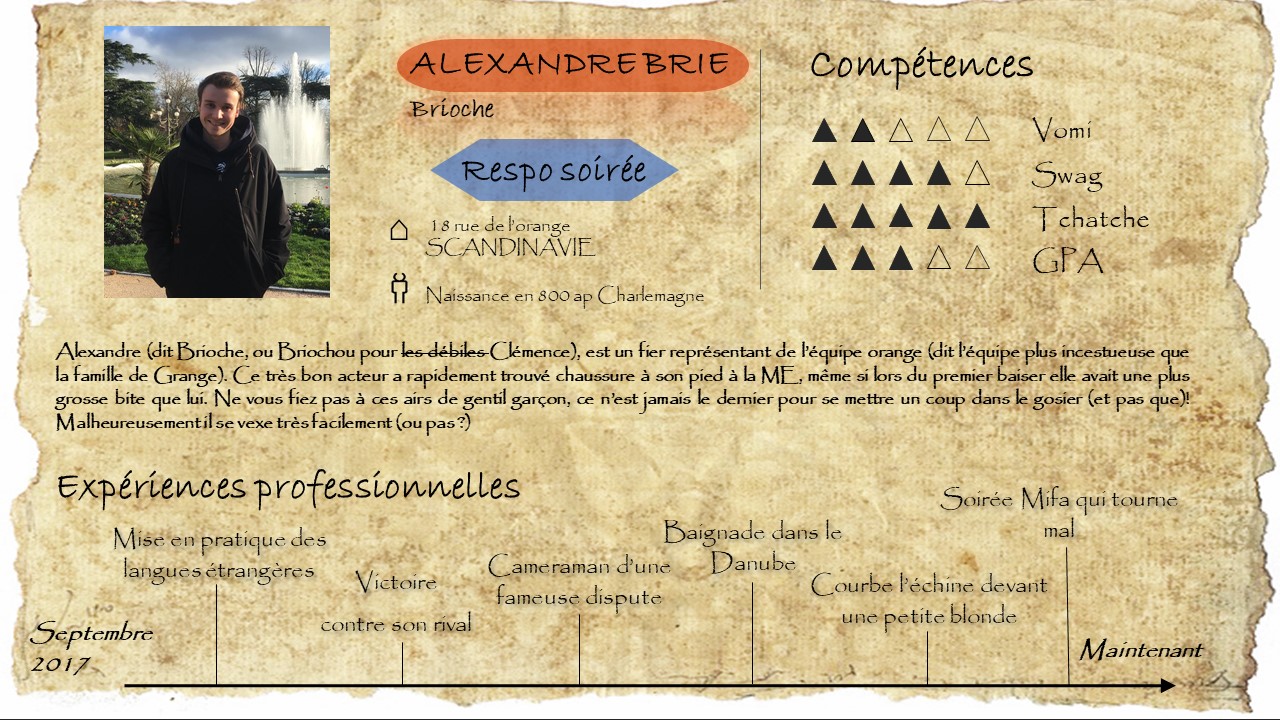 ALEXANDRE BRIE
Brioche
Respo soirée
18 rue de l'orange
SCANDINAVIE
Naissance en 800 ap Charlemagne
Compétences
Vomi
Swag
Tchatche
GPA
Alexandre (dit Brioche, ou Briochou pour les débiles Clémence), est un fier représentant de l'équipe orange (dit l'équipe plus incestueuse que
la famille de Grange). Ce très bon acteur a rapidement trouvé chaussure à son pied à la ME, même si lors du premier baiser elle avait une plus
grosse bite que lui. Ne vous fiez pas à ces airs de gentil garçon, ce n'est jamais le dernier pour se mettre un coup dans le gosier (et pas que)!
Malheureusement il se vexe très facilement (ou pas ?)
Expériences professionnelles
Septembre
2017
Mise en pratique des
langues étrangères
Victoire
contre son rival
Cameraman d'une
fameuse dispute
Baignade dans le
Danube
Courbe l'échine devant
une petite blonde
Soirée Mifa qui tourne
mal
Maintenant